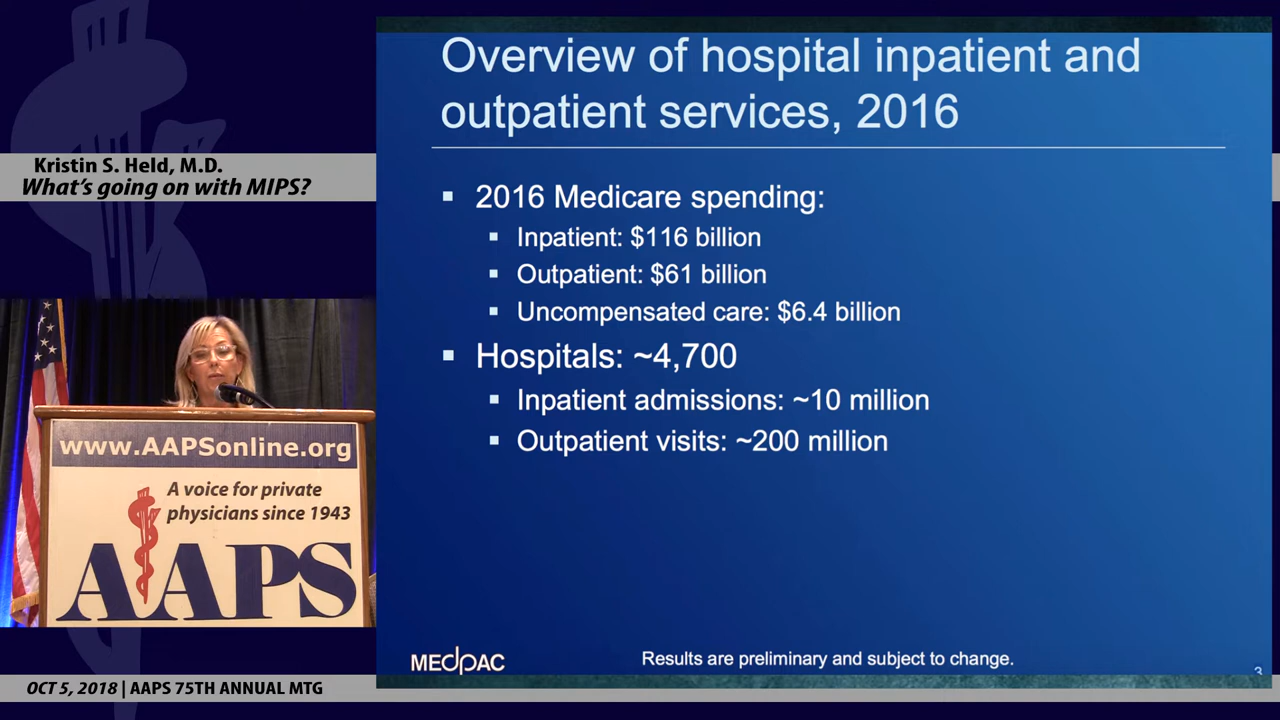 Overview of hospital inpatient and
outpatient services, 2016
Kristin S. Held, M.D.
What's going on with MIPS?
2016 Medicare spending:
Inpatient: $116 billion
Outpatient: $61 billion
Uncompensated care: $6.4 billion
Hospitals: ~4,700
Inpatient admissions: ~10 million
Outpatient visits: ~200 million
www.AAPSonline.org
A voice for private
physicians since 1943
AAPS
MEdpAC
Results are preliminary and subject to change.
3
OCT 5, 2018 | AAPS 75TH ANNUAL MTG